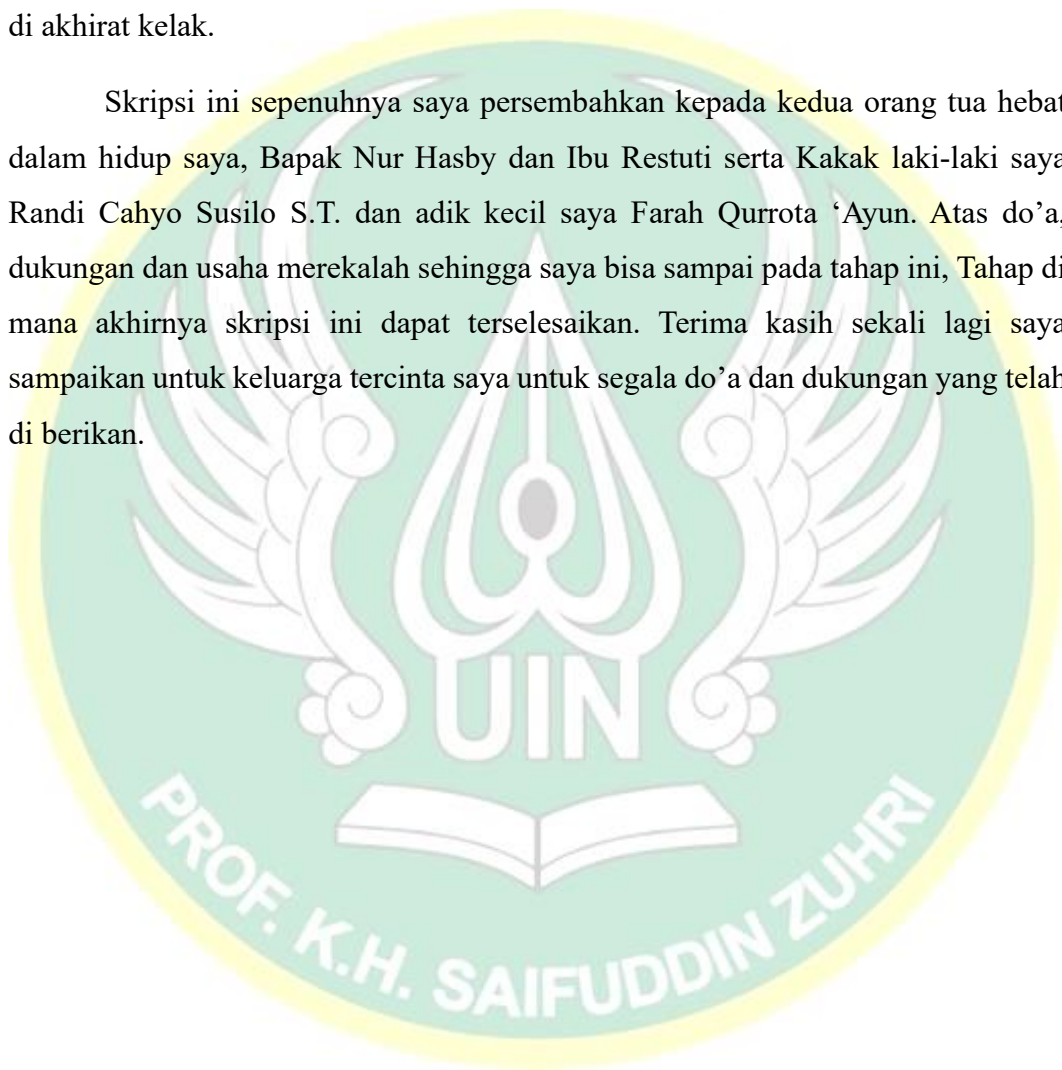 di akhirat kelak.
Skripsi ini sepenuhnya saya persembahkan kepada kedua orang tua hebat
dalam hidup saya, Bapak Nur Hasby dan Ibu Restuti serta Kakak laki-laki saya
Randi Cahyo Susilo S.T. dan adik kecil saya Farah Qurrota ‘Ayun. Atas do’a,
dukungan dan usaha merekalah sehingga saya bisa sampai pada tahap ini, Tahap di
mana akhirnya skripsi ini dapat terselesaikan. Terima kasih sekali lagi saya
sampaikan untuk keluarga tercinta saya untuk segala do’a dan dukungan yang telah
di berikan.
UIN
PROF. K.H. SAIFUDDIN ZUHRI